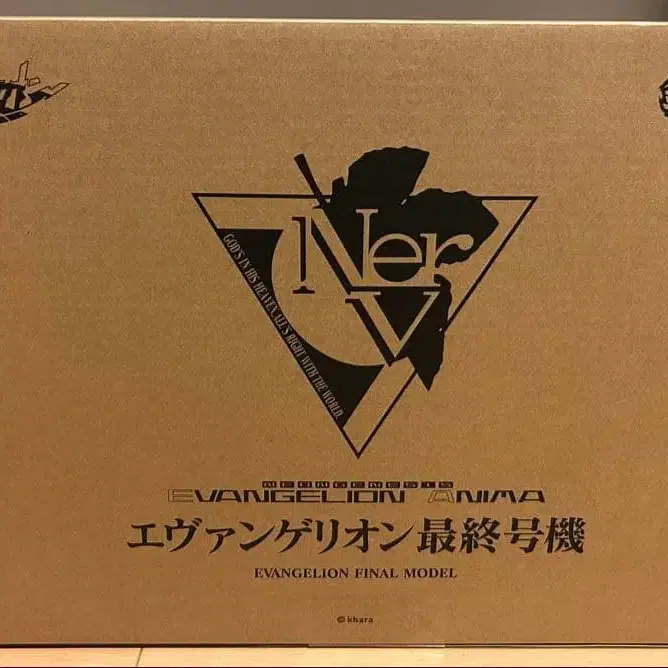 Nerv
GOD'S IN HIS HEAVEN. ALL'S RIGHT WITH THE WORLD.
NEONGENESIS
EVANGELION ANIMA
エヴァンゲリオン最終号機
EVANGELION FINAL MODEL
©khara